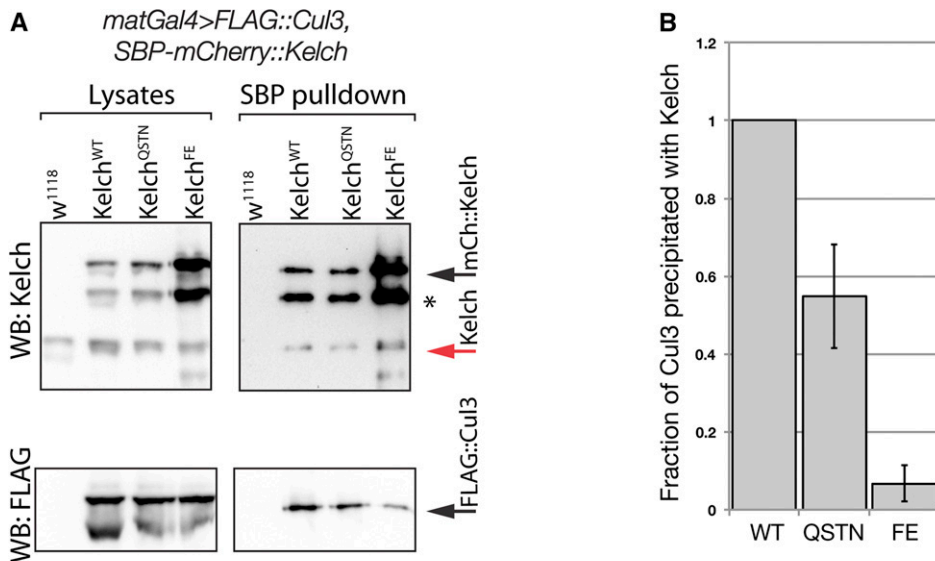 A
matGal4>FLAG::Cul3,
SBP-mCherry::Kelch
Lysates
SBP pulldown
w1118
KelchWT
KelchQSTN
KelchFE
w1118
KelchWT
KelchQSTN
KelchFE
WB: Kelch
mCh::Kelch
*
Kelch
WB: FLAG
FLAG::Cul3
B
Fraction of Cul3 precipitated with Kelch
1.2
1
0.8
0.6
0.4
0.2
0
WT
QSTN
FE